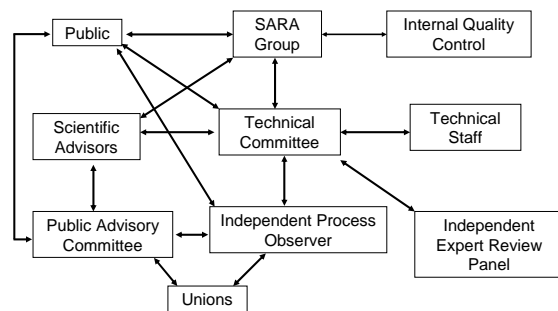 Public
SARA
Group
Internal Quality
Control
Scientific
Advisors
Technical
Committee
Technical
Staff
Public Advisory
Committee
Independent Process
Observer
Independent
Expert Review
Panel
Unions